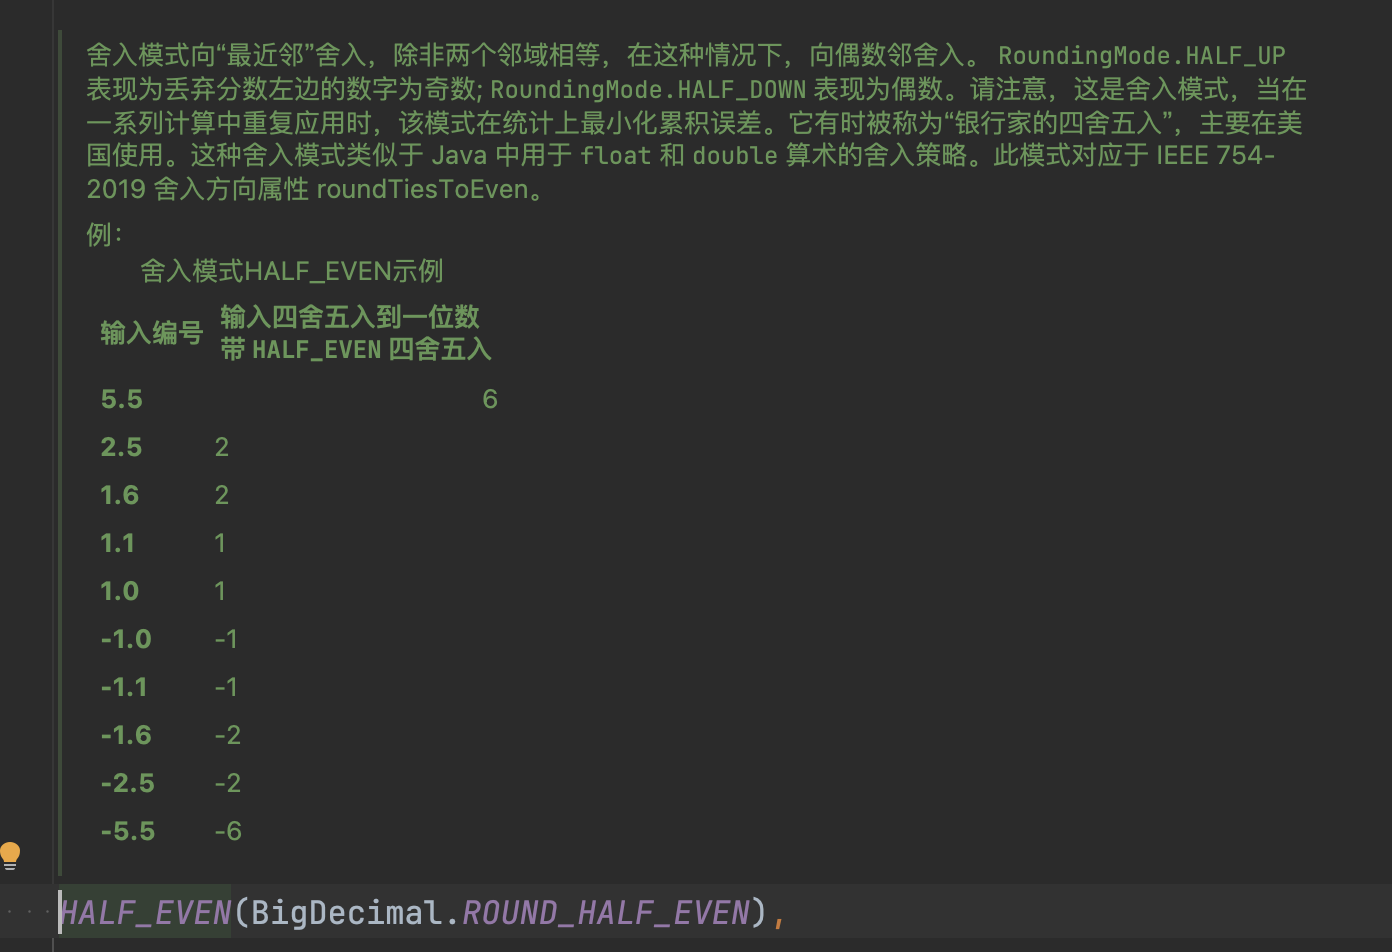 舍入模式向“最近邻”舍入，除非两个邻域相等，在这种情况下，向偶数邻舍入。 RoundingMode.HALF_UP
表现为丢弃分数左边的数字为奇数; RoundingMode.HALF_DOWN 表现为偶数。请注意，这是舍入模式，当在
一系列计算中重复应用时，该模式在统计上最小化累积误差。它有时被称为“银行家的四舍五入”，主要在美
国使用。这种舍入模式类似于 Java 中用于 float 和 double 算术的舍入策略。此模式对应于 IEEE 754-
2019 舍入方向属性 roundTiesToEven。
例：
舍入模式HALF_EVEN示例
输入编号 输入四舍五入到一位数
带 HALF_EVEN 四舍五入
5.5 6
2.5 2
1.6 2
1.1 1
1.0 1
-1.0 -1
-1.1 -1
-1.6 -2
-2.5 -2
-5.5 -6
HALF_EVEN(BigDecimal.ROUND_HALF_EVEN),